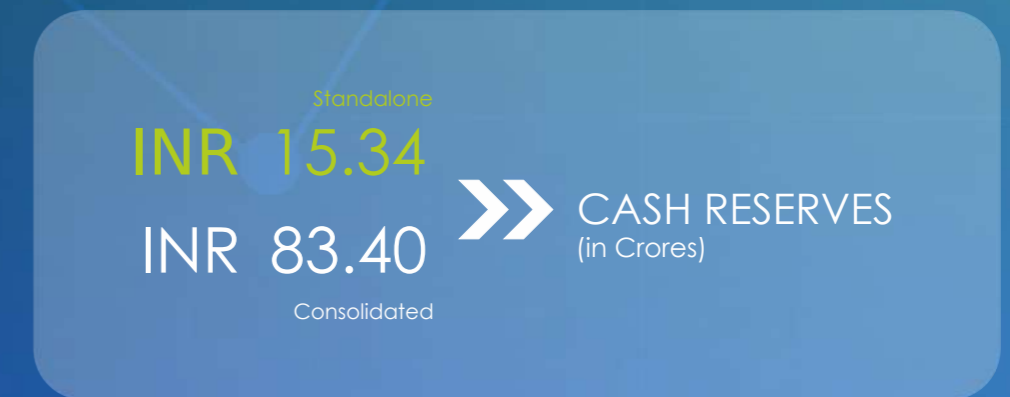 Standalone
INR 15.34
INR 83.40
Consolidated
CASH RESERVES
(in Crores)